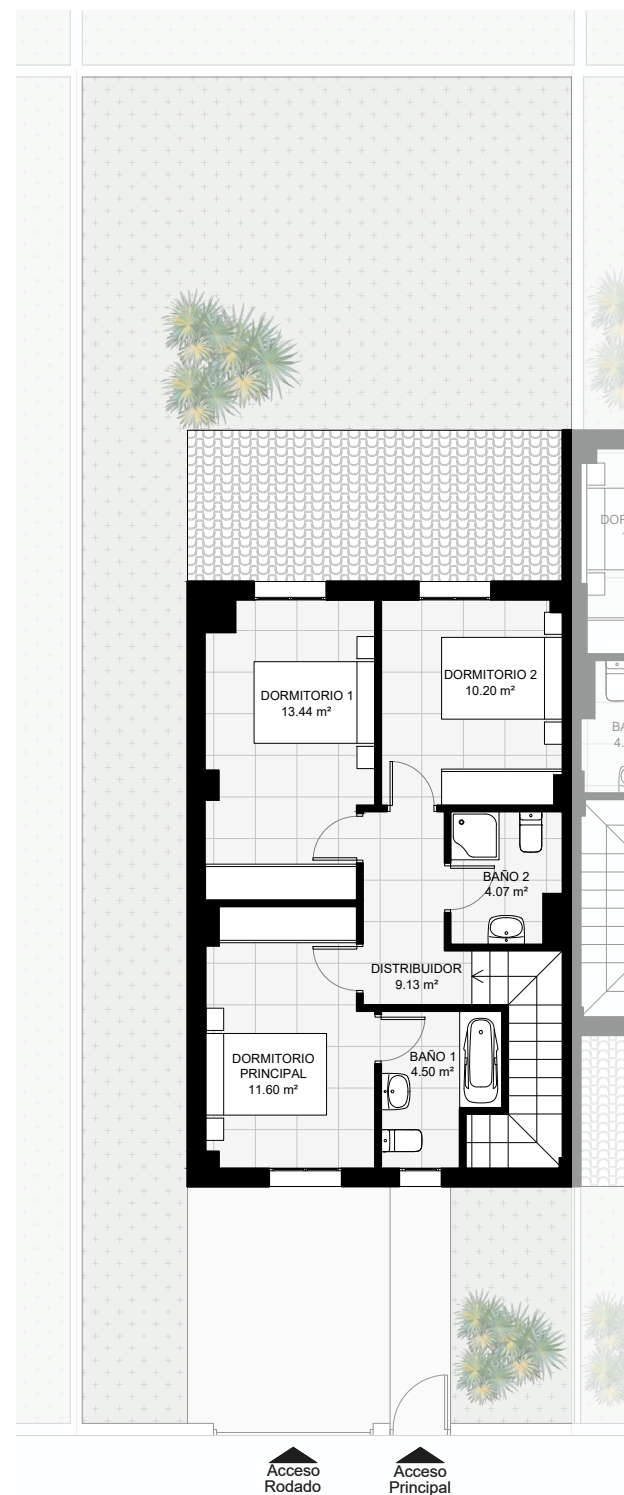 DORMITORIO 1
13.44 m²
DORMITORIO 2
10.20 m²
BAÑO 2
4.07 m²
DISTRIBUIDOR
9.13 m²
DORMITORIO
PRINCIPAL
11.60 m²
BAÑO 1
4.50 m²
Acceso
Rodado
Acceso
Principal